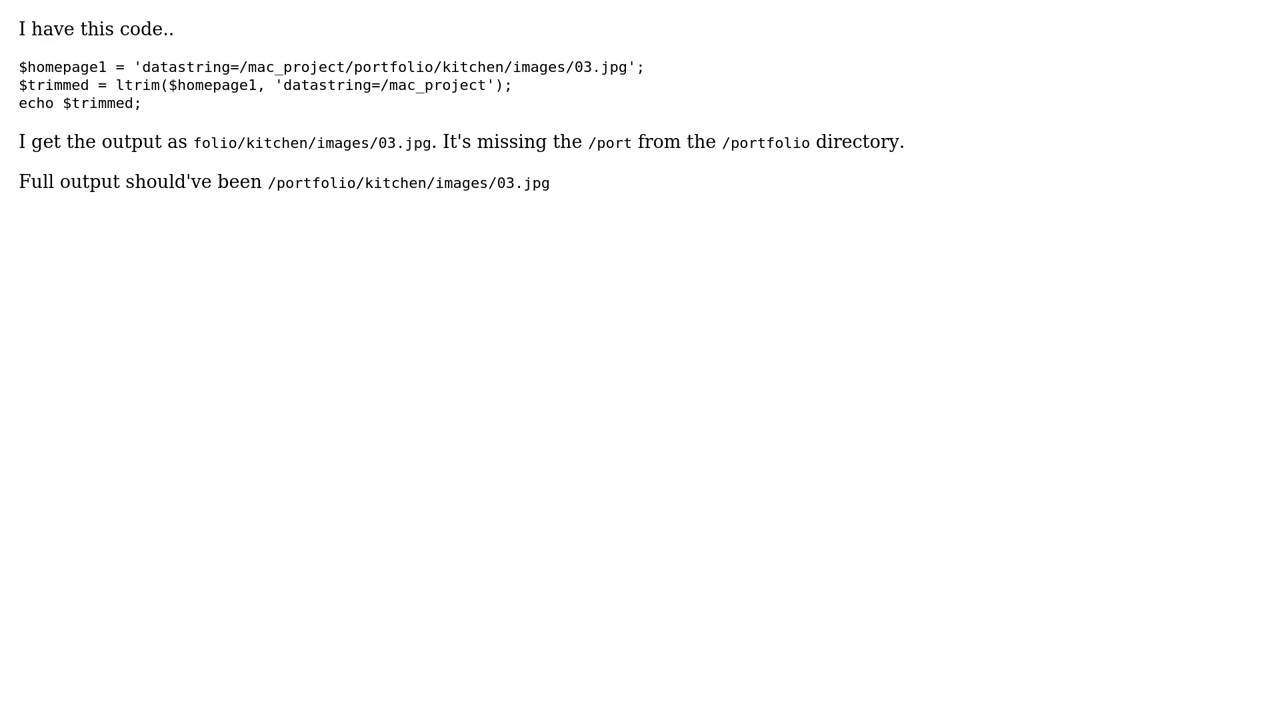 I have this code..
$homepage1 = 'datastring=/mac_project/portfolio/kitchen/images/03.jpg';
$trimmed = ltrim($homepage1, 'datastring=/mac_project');
echo $trimmed;
I get the output as folio/kitchen/images/03.jpg. It's missing the /port from the /portfolio directory.
Full output should've been /portfolio/kitchen/images/03.jpg